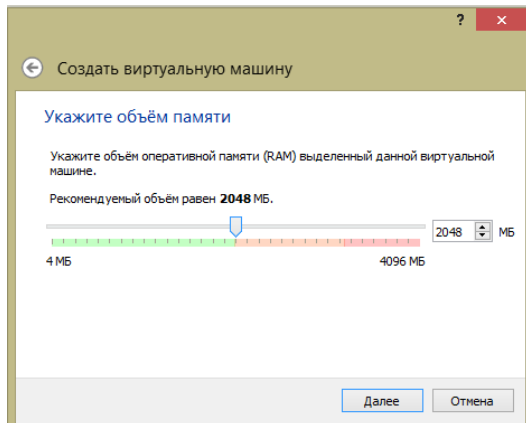 ?
Создать виртуальную машину
Укажите объём памяти
Укажите объём оперативной памяти (RAM) выделенный данной виртуальной
машине.
Рекомендуемый объём равен 2048 МБ.
2048 МБ
4 МБ 4096 МБ
Далее Отмена